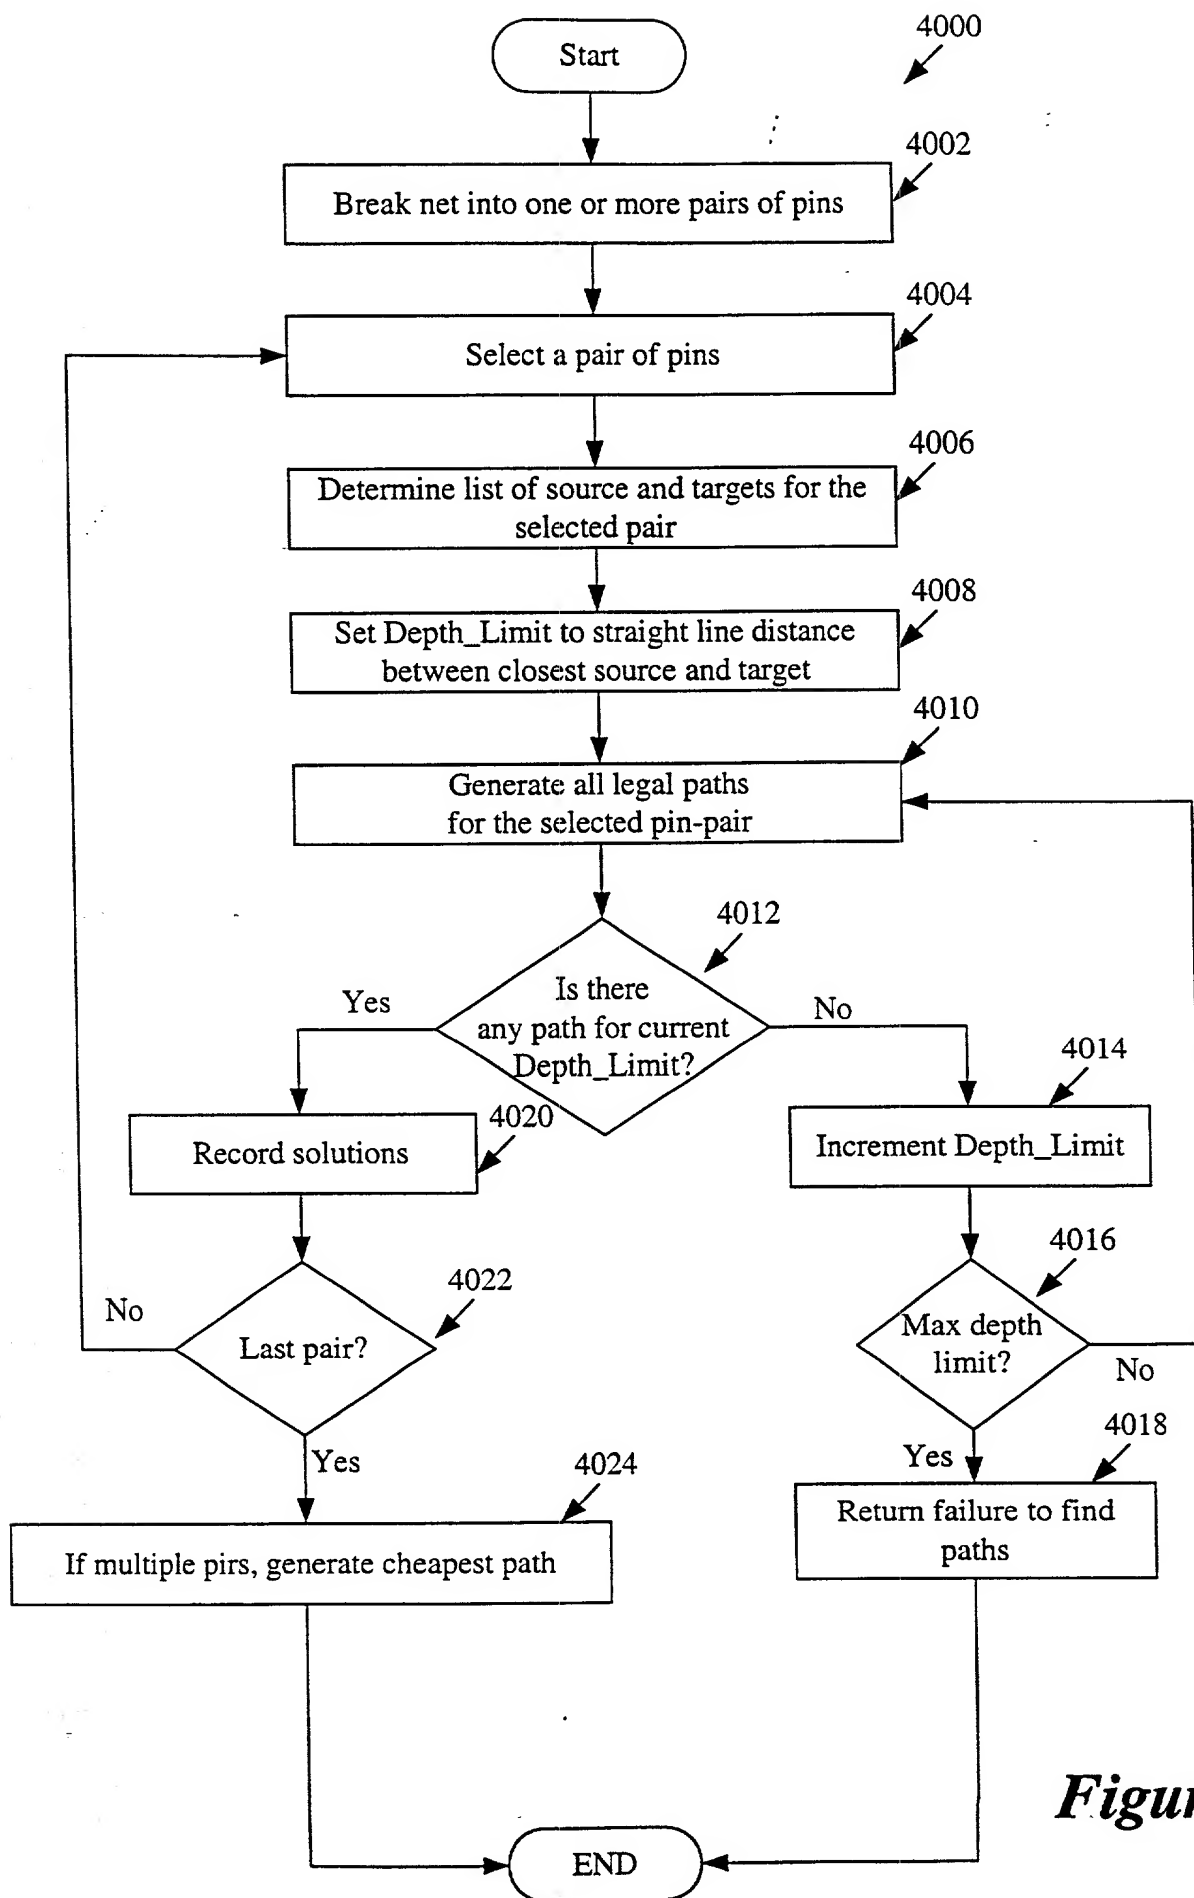 4000
Start
4002
Break net into one or more pairs of pins
4004
Select a pair of pins
4006
Determine list of source and targets for the
selected pair
4008
Set Depth_Limit to straight line distance
between closest source and target
4010
Generate all legal paths
for the selected pin-pair
4012
Is there
any path for current
Depth_Limit?
Yes
No
4014
Increment Depth_Limit
4020
Record solutions
4016
Max depth
limit?
No
4022
Last pair?
No
Yes
Yes
4018
Return failure to find
paths
4024
If multiple pirs, generate cheapest path
END